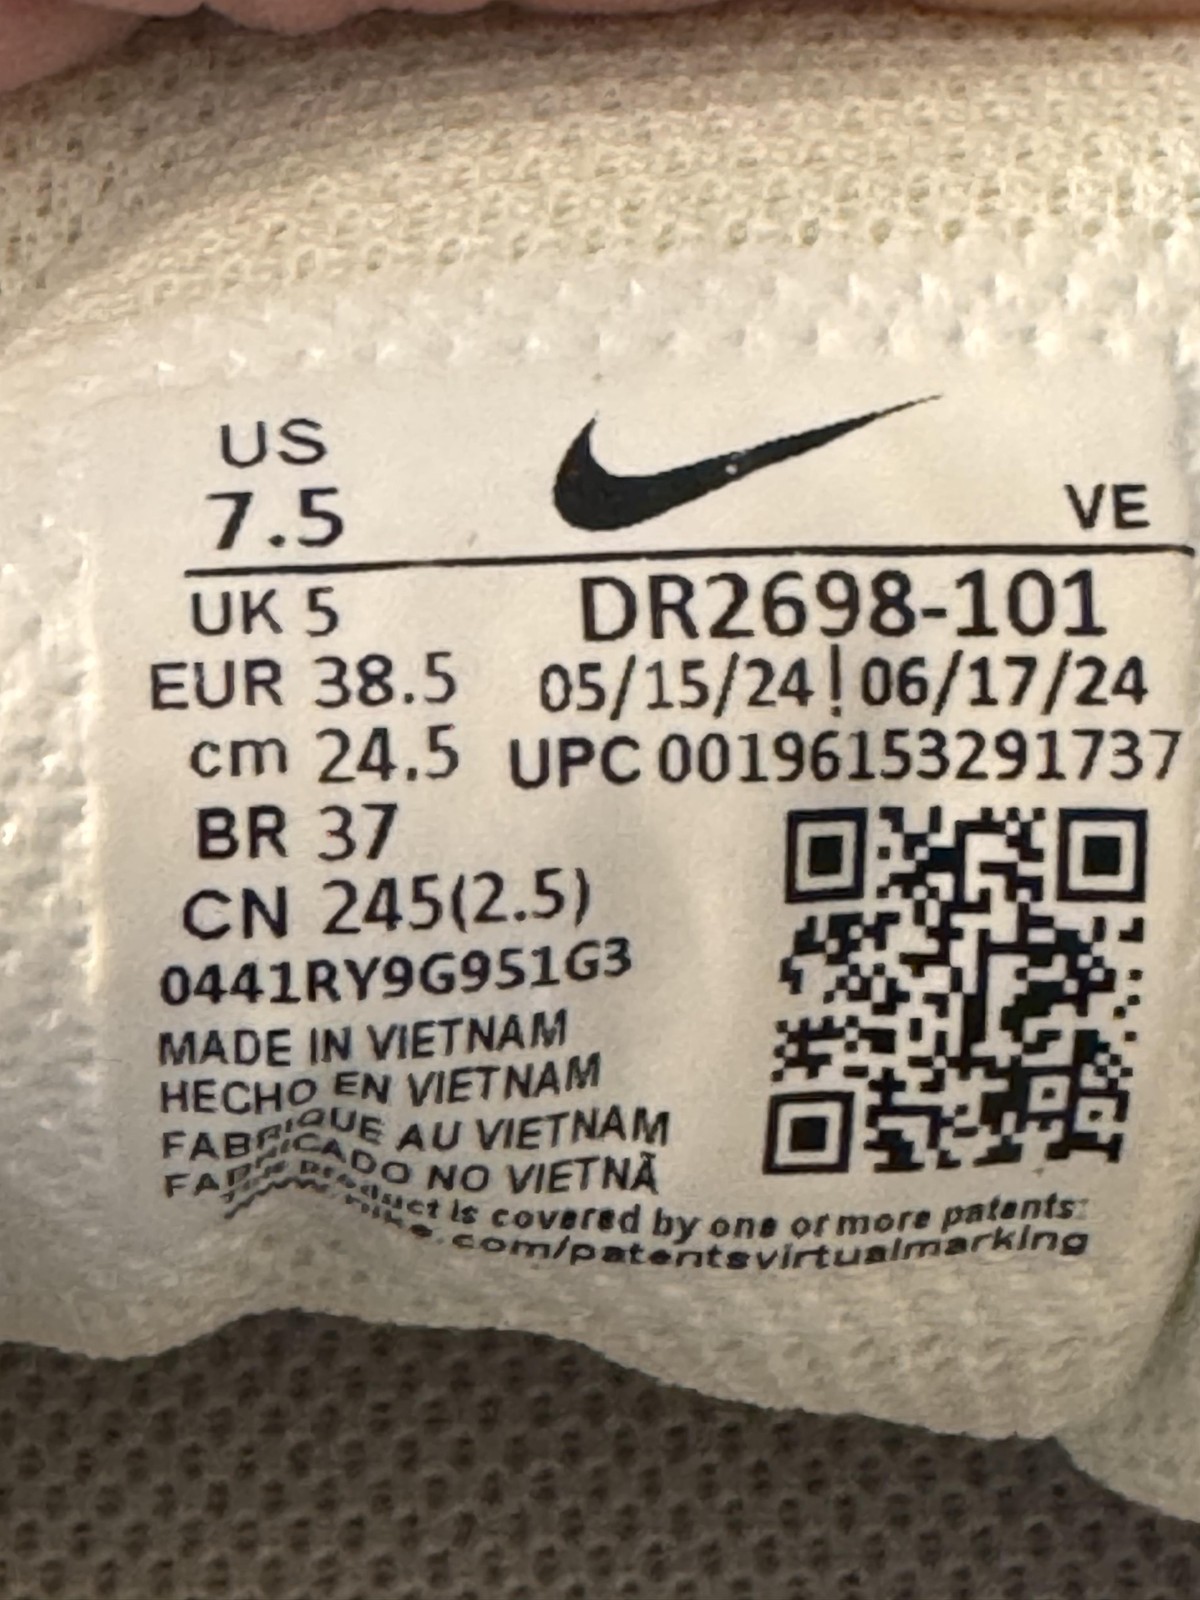 US
7.5
VE
UK 5
DR2698-101
EUR 38.5
05/15/24 | 06/17/24
cm 24.5
UPC 00196153291737
BR 37
CN 245(2.5)
0441RY9G951G3
MADE IN VIETNAM
HECHO EN VIETNAM
FABRIQUE AU VIETNAM
FABRICADO NO VIETNÃ
product is covered by one or more patents:
nike.com/patentsvirtualmarking